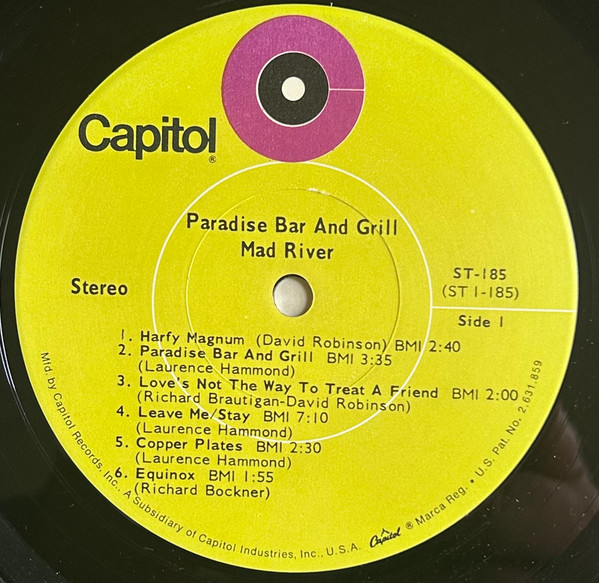 Capitol®
Paradise Bar And Grill
Mad River
Stereo
ST-185
(ST 1-185)
Side 1
1. Harfy Magnum (David Robinson) BMI 2:40
2. Paradise Bar And Grill BMI 3:35
(Laurence Hammond)
3. Love's Not The Way To Treat A Friend BMI 2:00
(Richard Brautigan-David Robinson)
4. Leave Me/Stay BMI 7:10
(Laurence Hammond)
5. Copper Plates BMI 2:30
(Laurence Hammond)
6. Equinox BMI 1:55
(Richard Bockner)
Mfd. by Capitol Records, Inc., A Subsidiary of Capitol Industries, Inc., U.S.A. Capitol ® Marca Reg. • U.S. Pat. No. 2,631,859